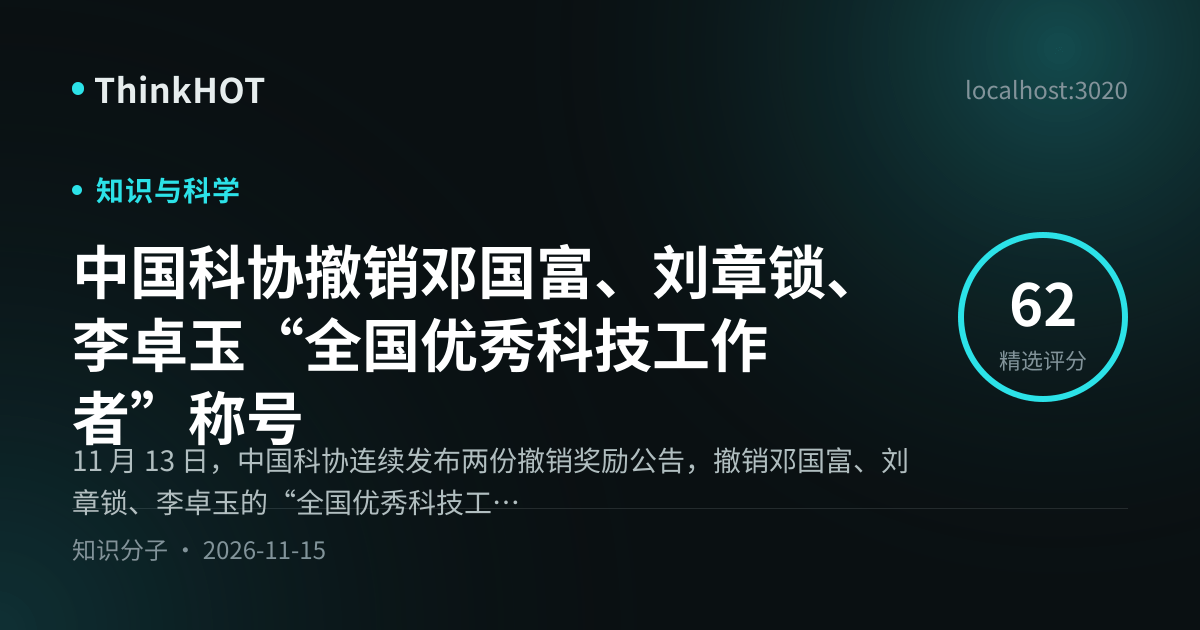 ThinkHOT
localhost:3020
知识与科学
中国科协撤销邓国富、刘章锁、
李卓玉“全国优秀科技工作
者”称号
62
精选评分
11 月 13 日，中国科协连续发布两份撤销奖励公告，撤销邓国富、刘
章锁、李卓玉的“全国优秀科技工…
知识分子 · 2026-11-15